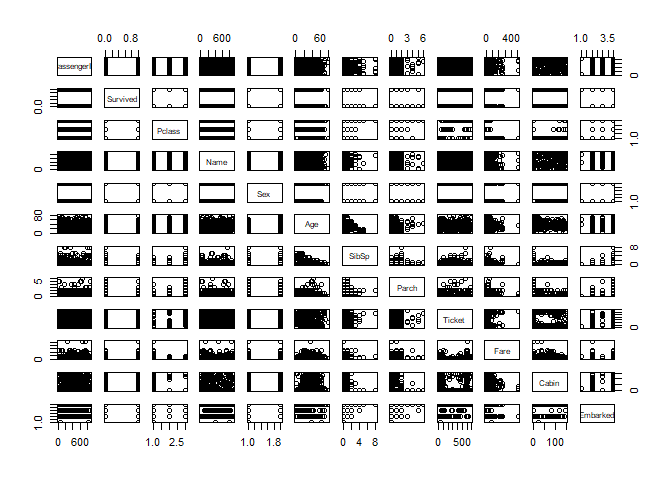 0.0 0.8 0 600 0 60 0 3 6 0 400 1.0 3.5
assengerI 0
0.0 Survived
Pclass 1.0
0 Name
Sex 1.0
0 80 Age
SibSp 0 8
0 5 Parch
Ticket 0
0 Fare
Cabin 0
1.0 Embarked
0 600 1.0 2.5 1.0 1.8 0 4 8 0 500 0 100